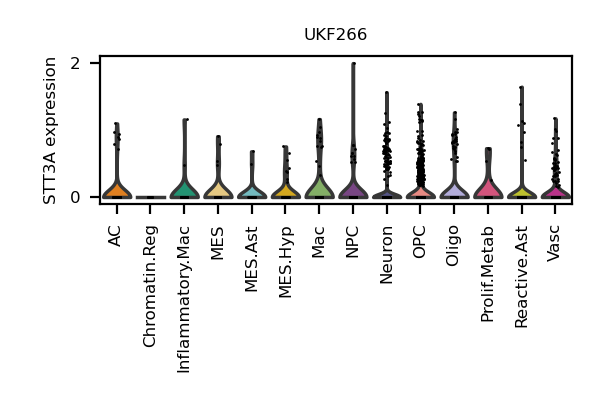 UKF266
STT3A expression
2
0
AC
Chromatin.Reg
Inflammatory.Mac
MES
MES.Ast
MES.Hyp
Mac
NPC
Neuron
OPC
Oligo
Prolif.Metab
Reactive.Ast
Vasc